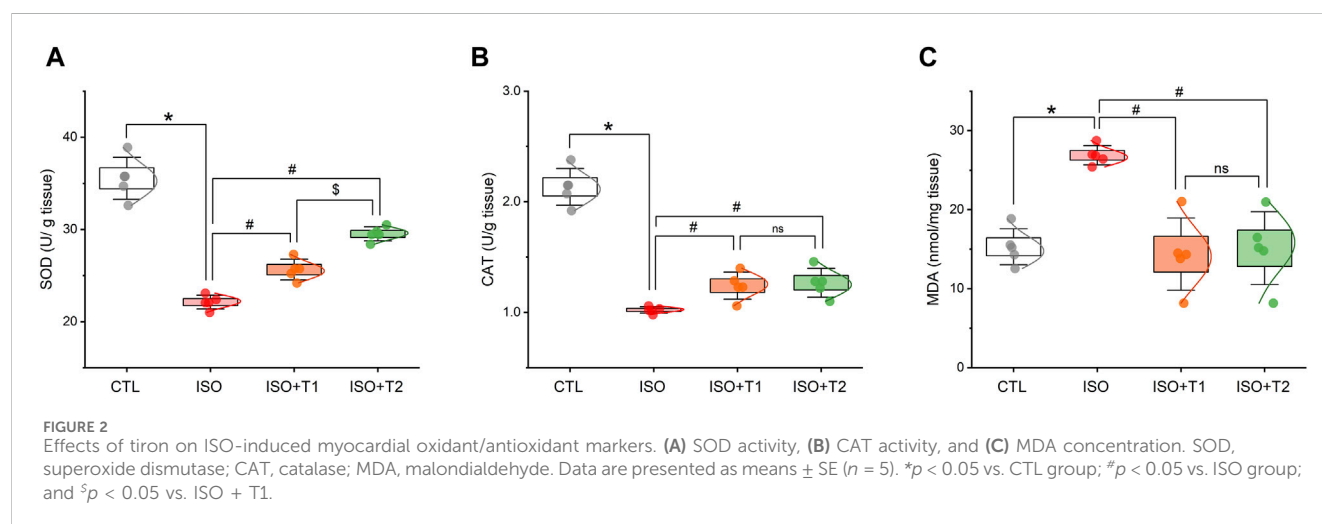 A
SOD (U/ g tissue)
40
30
20
*
#
#
$
CTL
ISO
ISO+T1
ISO+T2
B
CAT (U/g tissue)
3.0
2.0
1.0
*
#
#
ns
CTL
ISO
ISO+T1
ISO+T2
C
MDA (nmol/mg tissue)
30
20
10
0
*
#
#
ns
CTL
ISO
ISO+T1
ISO+T2
FIGURE 2
Effects of tiron on ISO-induced myocardial oxidant/antioxidant markers. (A) SOD activity, (B) CAT activity, and (C) MDA concentration. SOD,
superoxide dismutase; CAT, catalase; MDA, malondialdehyde. Data are presented as means ± SE (n = 5). *p < 0.05 vs. CTL group; #p < 0.05 vs. ISO group;
and $p < 0.05 vs. ISO + T1.